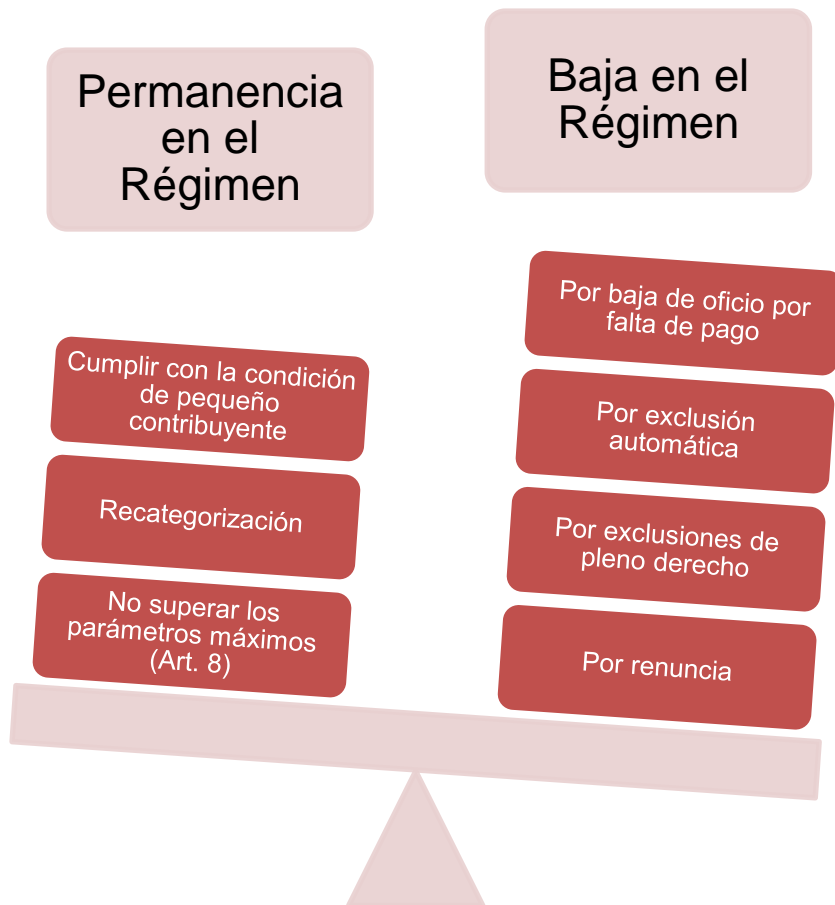 Permanencia
en el
Régimen
Cumplir con la condición
de pequeño
contribuyente
Recategorización
No superar los
parámetros máximos
(Art. 8)
Baja en el
Régimen
Por baja de oficio por
falta de pago
Por exclusión
automática
Por exclusiones de
pleno derecho
Por renuncia